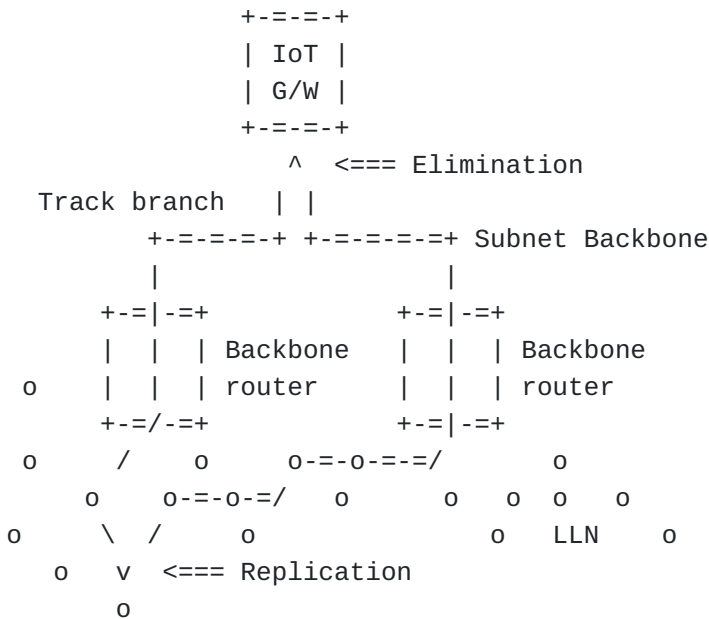 +-=-=-+
| IoT |
| G/W |
+-=-=-+
^  <=== Elimination
Track branch   | |
+-=-=-=-+ +-=-=-=-=+ Subnet Backbone
|                   |
+-=|-=+            +-=|-=+
|  |  | Backbone   |  |  | Backbone
o    |  |  | router     |  |  | router
+-=/-=+            +-=|-=+
o     /    o     o-=-o-=-=/       o
o    o-=-o-=/   o      o   o  o   o
o     \  /     o               o   LLN    o
o   v  <=== Replication
o